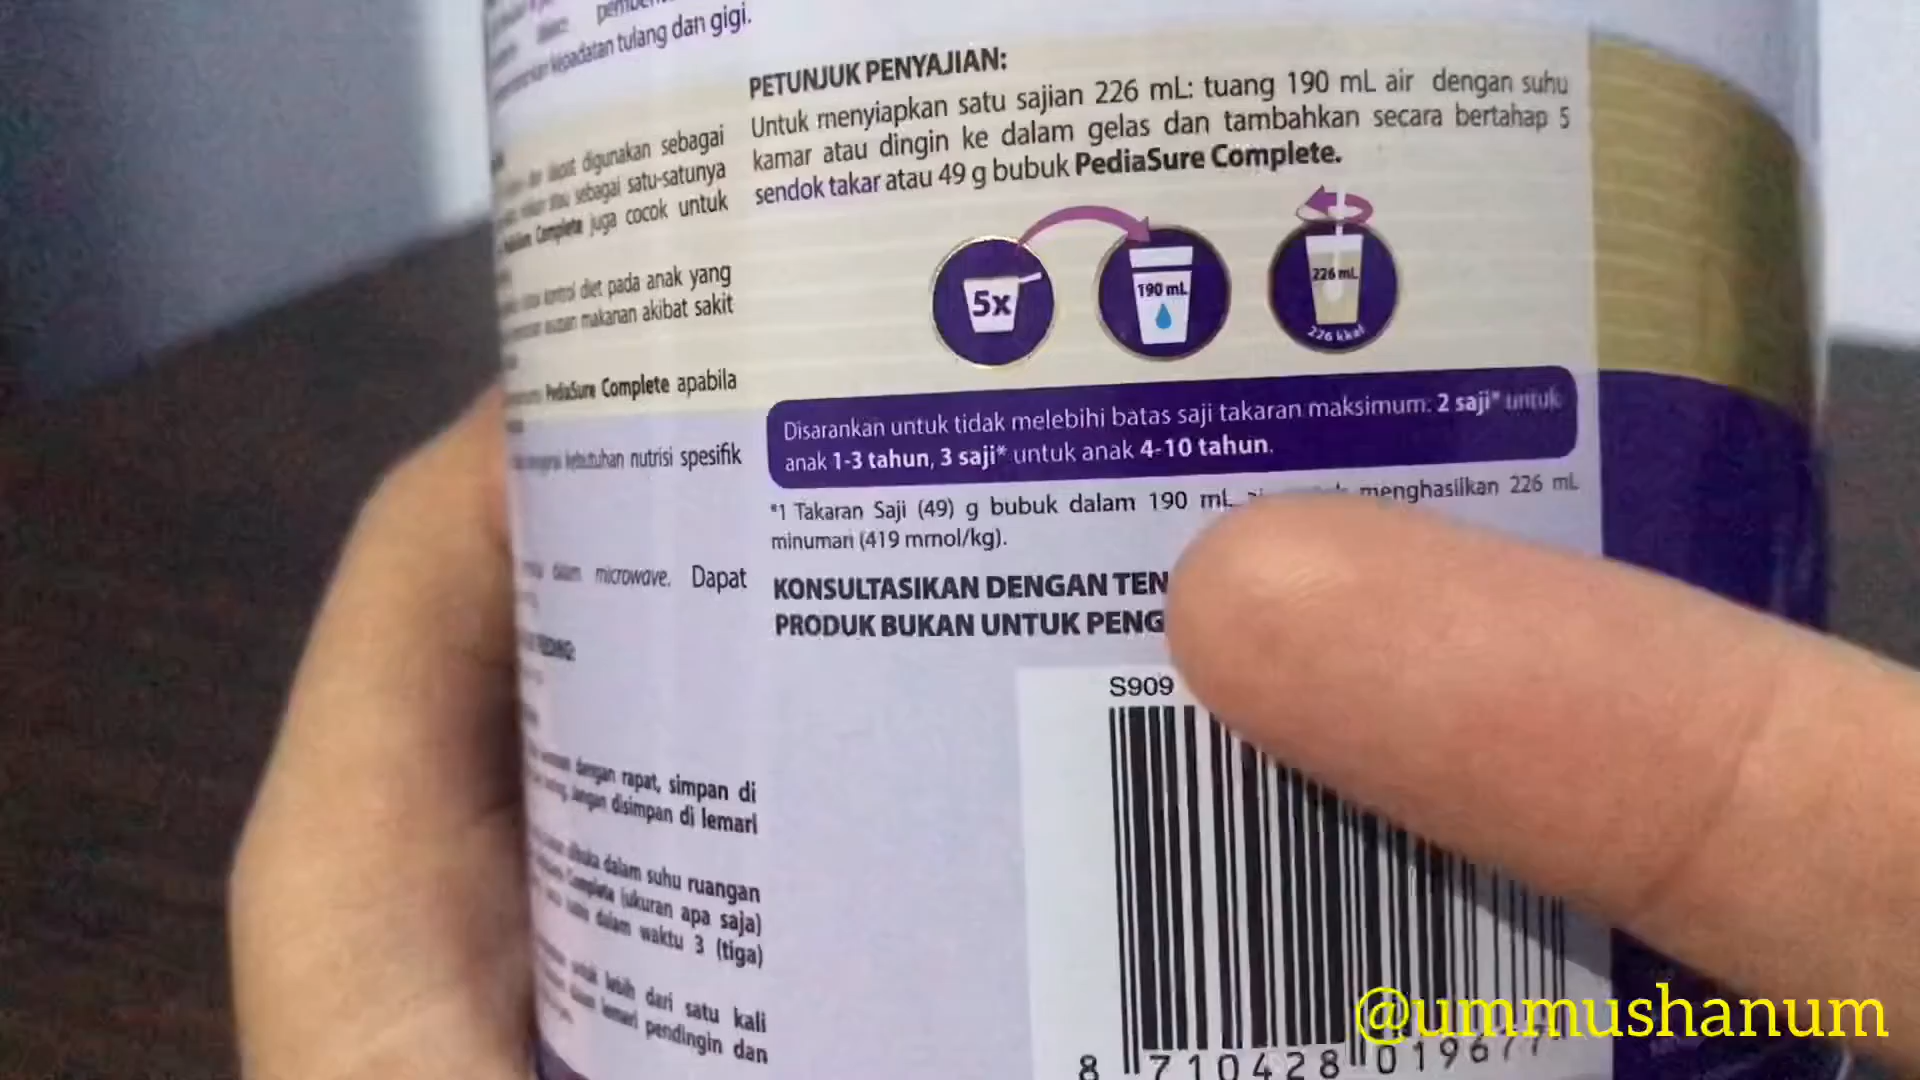 kepadatan tulang dan gigi.
digunakan sebagai
atau sebagai satu-satunya
Complete juga cocok untuk
kontrol diet pada anak yang
makanan akibat sakit
PediaSure Complete apabila
kebutuhan nutrisi spesifik
dalam microwave. Dapat
dengan rapat, simpan di
jangan disimpan di lemari
dibuka dalam suhu ruangan
Complete (ukuran apa saja)
dalam waktu 3 (tiga)
lebih dari satu kali
lemari pendingin dan
PETUNJUK PENYAJIAN:
Untuk menyiapkan satu sajian 226 mL: tuang 190 mL air dengan suhu
kamar atau dingin ke dalam gelas dan tambahkan secara bertahap 5
sendok takar atau 49 g bubuk PediaSure Complete.
5x
190 mL
226 mL
226 kkal
Disarankan untuk tidak melebihi batas saji takaran maksimum: 2 saji* untuk
anak 1-3 tahun, 3 saji* untuk anak 4-10 tahun.
*1 Takaran Saji (49) g bubuk dalam 190 mL menghasilkan 226 mL
minuman (419 mmol/kg).
KONSULTASIKAN DENGAN TEN
PRODUK BUKAN UNTUK PENG
S909
8 710428 019677
@ummushanum